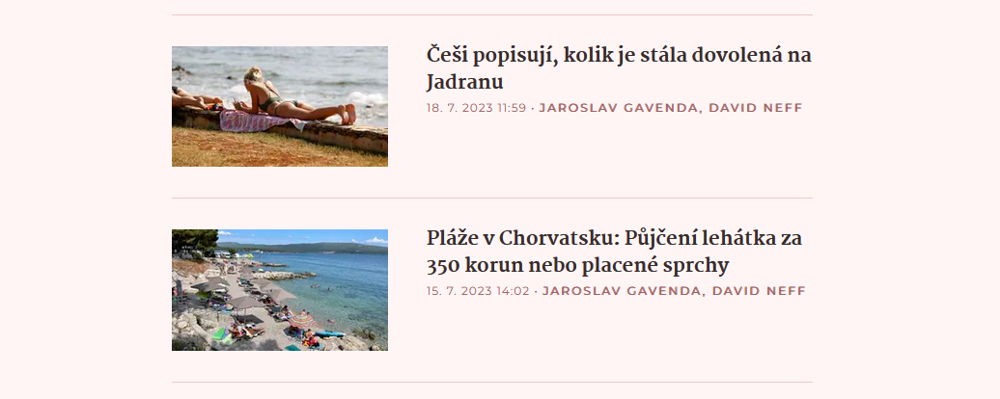 Češi popisují, kolik je stála dovolená na
Jadranu
18. 7. 2023 11:59 · JAROSLAV GAVENDA, DAVID NEFF
Pláže v Chorvatsku: Půjčení lehátka za
350 korun nebo placené sprchy
15. 7. 2023 14:02 · JAROSLAV GAVENDA, DAVID NEFF